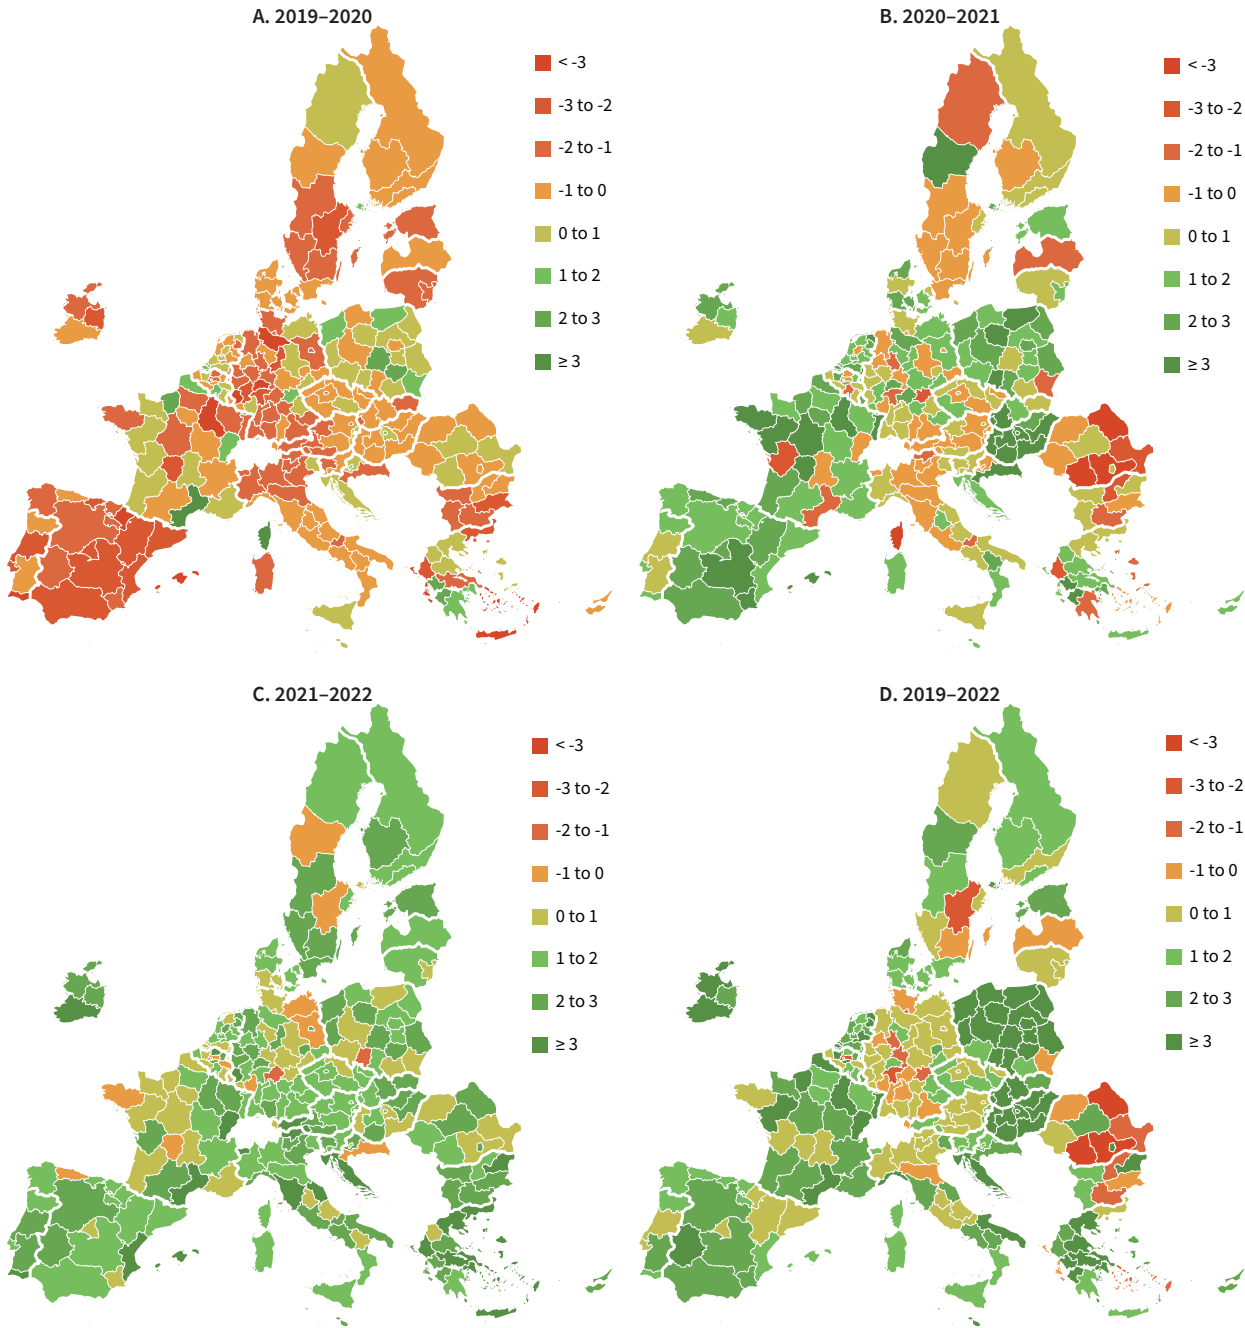 A. 2019–2020
< -3
-3 to -2
-2 to -1
-1 to 0
0 to 1
1 to 2
2 to 3
≥ 3
B. 2020–2021
< -3
-3 to -2
-2 to -1
-1 to 0
0 to 1
1 to 2
2 to 3
≥ 3
C. 2021–2022
< -3
-3 to -2
-2 to -1
-1 to 0
0 to 1
1 to 2
2 to 3
≥ 3
D. 2019–2022
< -3
-3 to -2
-2 to -1
-1 to 0
0 to 1
1 to 2
2 to 3
≥ 3